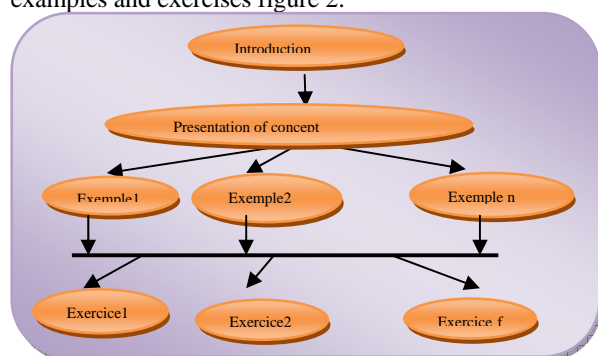 examples and exercises figure 2.
Introduction
Presentation of concept
Exemple1 Exemple2 Exemple n
Exercice1 Exercice2 Exercice f